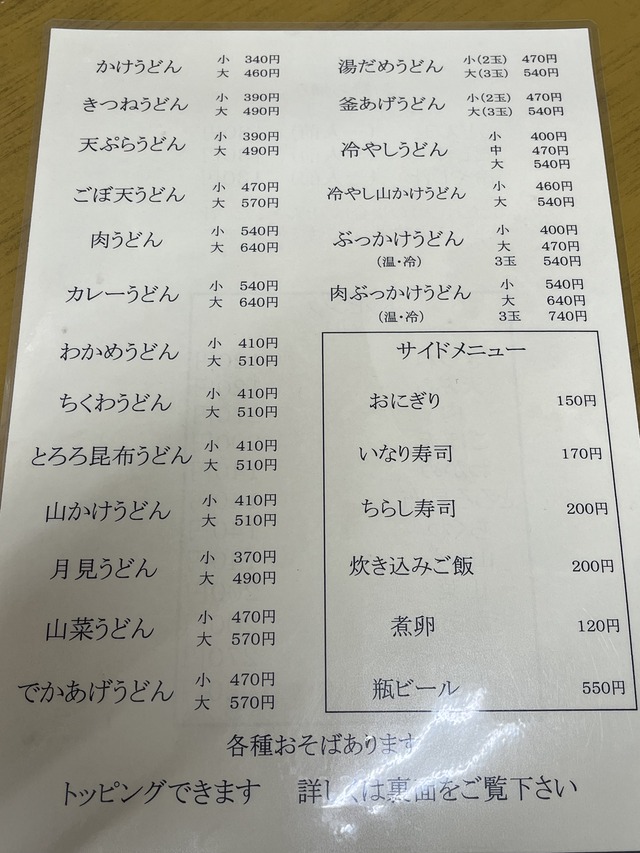 かけうどん 小 340円
大 460円
きつねうどん 小 390円
大 490円
天ぷらうどん 小 390円
大 490円
ごぼ天うどん 小 470円
大 570円
肉うどん 小 540円
大 640円
カレーうどん 小 540円
大 640円
わかめうどん 小 410円
大 510円
ちくわうどん 小 410円
大 510円
とろろ昆布うどん 小 410円
大 510円
山かけうどん 小 410円
大 510円
月見うどん 小 370円
大 490円
山菜うどん 小 470円
大 570円
でかあげうどん 小 470円
大 570円
湯だめうどん 小(2玉) 470円
大(3玉) 540円
釜あげうどん 小(2玉) 470円
大(3玉) 540円
冷やしうどん 小 400円
中 470円
大 540円
冷やし山かけうどん 小 460円
大 540円
ぶっかけうどん 小 400円
大 470円
(温・冷) 3玉 540円
肉ぶっかけうどん 小 540円
大 640円
(温・冷) 3玉 740円
サイドメニュー
おにぎり 150円
いなり寿司 170円
ちらし寿司 200円
炊き込みご飯 200円
煮卵 120円
瓶ビール 550円
各種おそばあります
トッピングできます 詳しくは裏面をご覧下さい